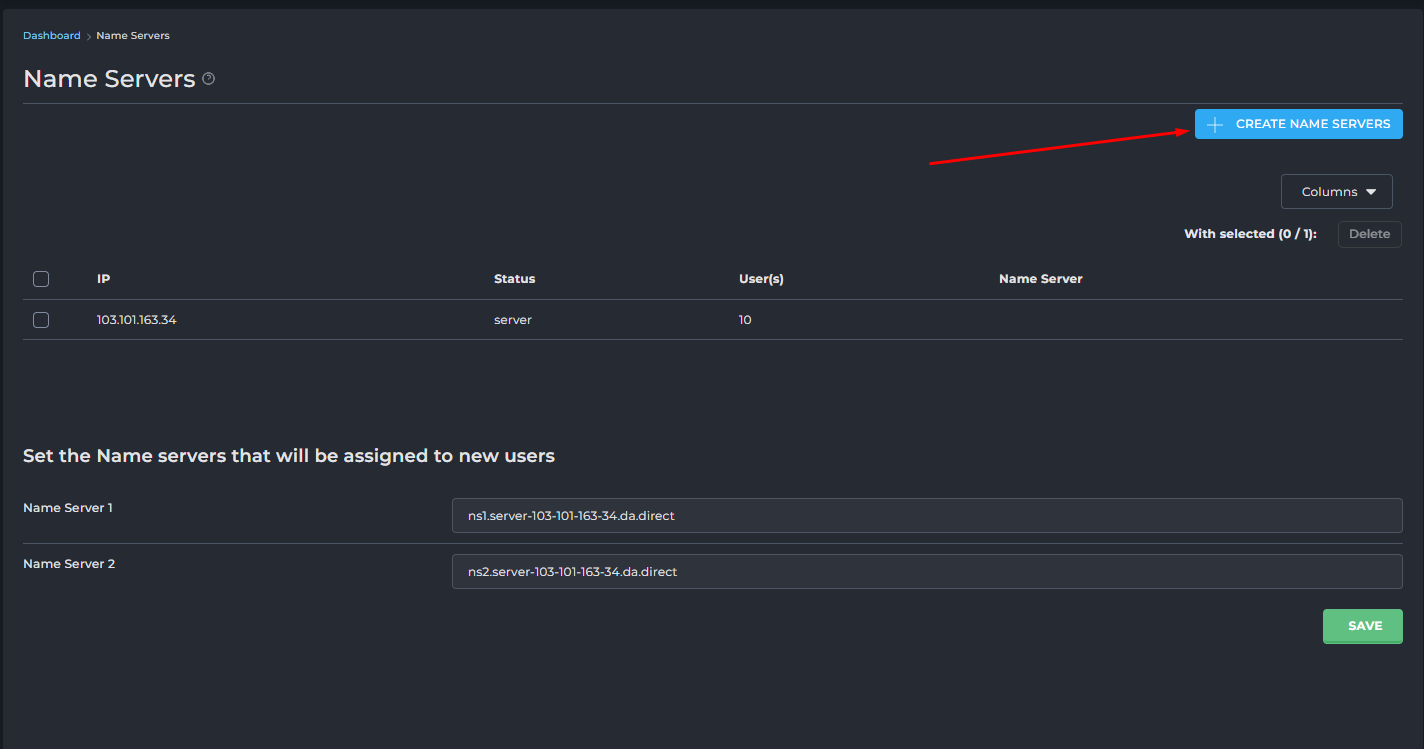 Dashboard > Name Servers
Name Servers ?
CREATE NAME SERVERS
Columns
With selected (0 / 1): Delete
IP Status User(s) Name Server
103.101.163.34 server 10
Set the Name servers that will be assigned to new users
Name Server 1 ns1.server-103-101-163-34.da.direct
Name Server 2 ns2.server-103-101-163-34.da.direct
SAVE